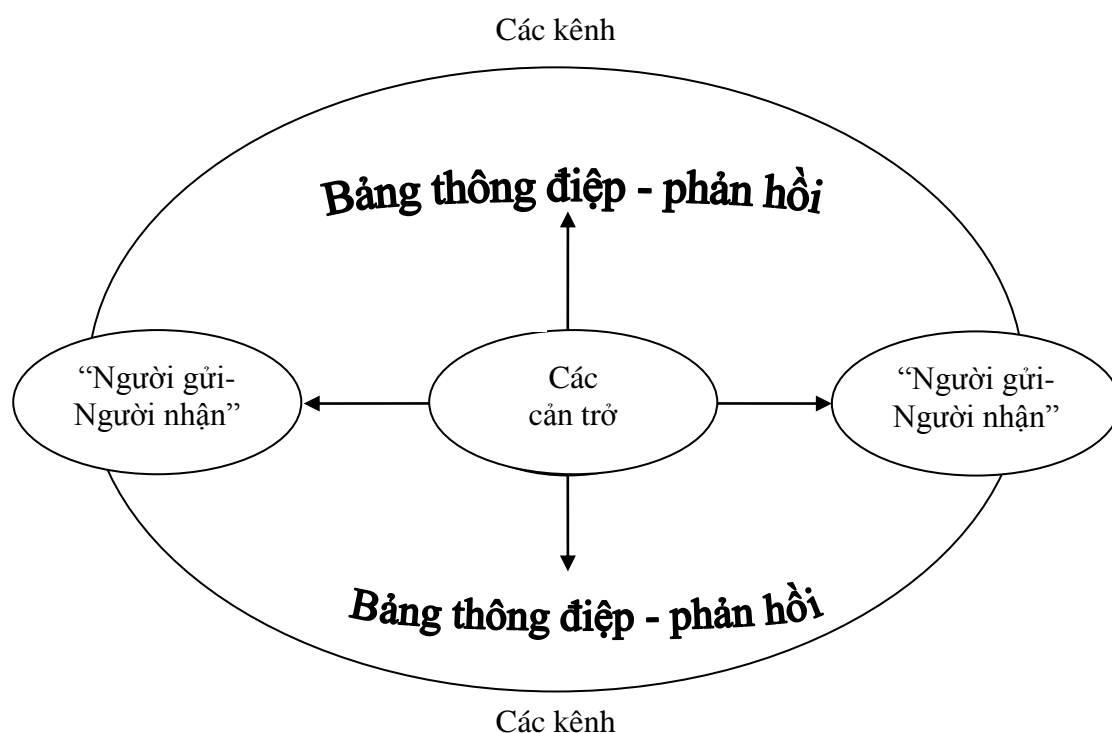 Các kênh
Bảng thông điệp - phản hồi
“Người gửi-
Người nhận”
Các
cản trở
“Người gửi-
Người nhận”
Bảng thông điệp - phản hồi
Các kênh